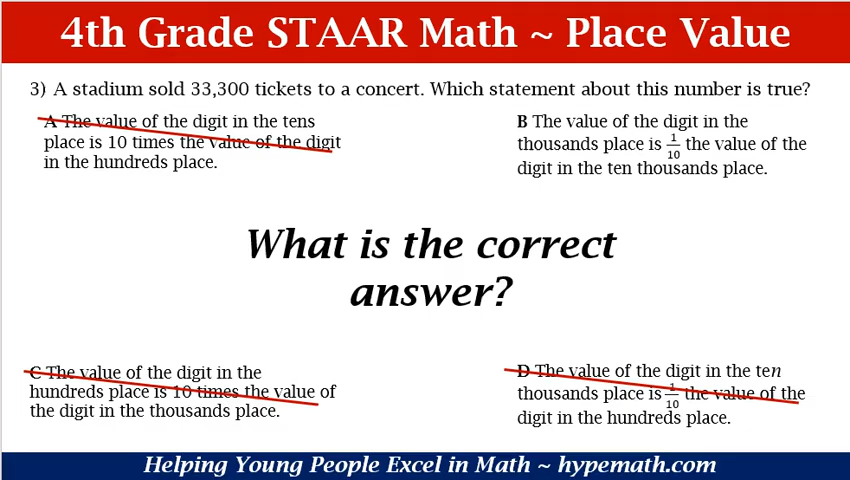 4th Grade STAAR Math ~ Place Value
3) A stadium sold 33,300 tickets to a concert. Which statement about this number is true?
A The value of the digit in the tens
place is 10 times the value of the digit
in the hundreds place.
B The value of the digit in the
thousands place is 1/10 the value of the
digit in the ten thousands place.
What is the correct
answer?
C The value of the digit in the
hundreds place is 10 times the value of
the digit in the thousands place.
D The value of the digit in the ten
thousands place is 1/10 the value of the
digit in the hundreds place.
Helping Young People Excel in Math ~ hypemath.com